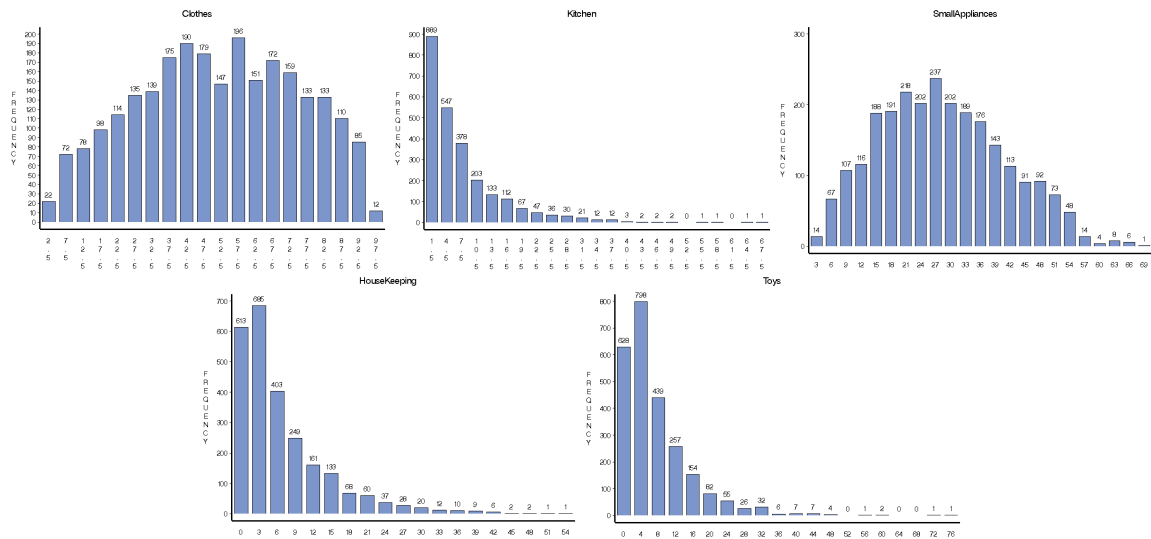 Clothes
FREQUENCY
200
190
180
170
160
150
140
130
120
110
100
90
80
70
60
50
40
30
20
10
0
22 72 78 98 114 135 139 175 190 179 147 196 151 172 159 133 133 110 85 12
2.5 7.5 12.5 17.5 22.5 27.5 32.5 37.5 42.5 47.5 52.5 57.5 62.5 67.5 72.5 77.5 82.5 87.5 92.5 97.5
Kitchen
FREQUENCY
900
800
700
600
500
400
300
200
100
0
889 547 378 203 133 112 67 47 36 30 21 12 12 3 2 2 2 0 1 1 0 1 1
1.5 4.5 7.5 10.5 13.5 16.5 19.5 22.5 25.5 28.5 31.5 34.5 37.5 40.5 43.5 46.5 49.5 52.5 55.5 58.5 61.5 64.5 67.5
SmallAppliances
FREQUENCY
300
200
100
0
14 67 107 116 188 191 218 202 237 202 189 176 143 113 91 92 73 48 14 4 8 6 1
3 6 9 12 15 18 21 24 27 30 33 36 39 42 45 48 51 54 57 60 63 66 69
HouseKeeping
FREQUENCY
700
600
500
400
300
200
100
0
613 685 403 249 161 133 68 60 37 28 20 12 10 9 6 2 2 1 1
0 3 6 9 12 15 18 21 24 27 30 33 36 39 42 45 48 51 54
Toys
FREQUENCY
800
700
600
500
400
300
200
100
0
628 798 439 257 154 82 55 26 32 6 7 7 4 0 1 2 0 0 1 1
0 4 8 12 16 20 24 28 32 36 40 44 48 52 56 60 64 68 72 76